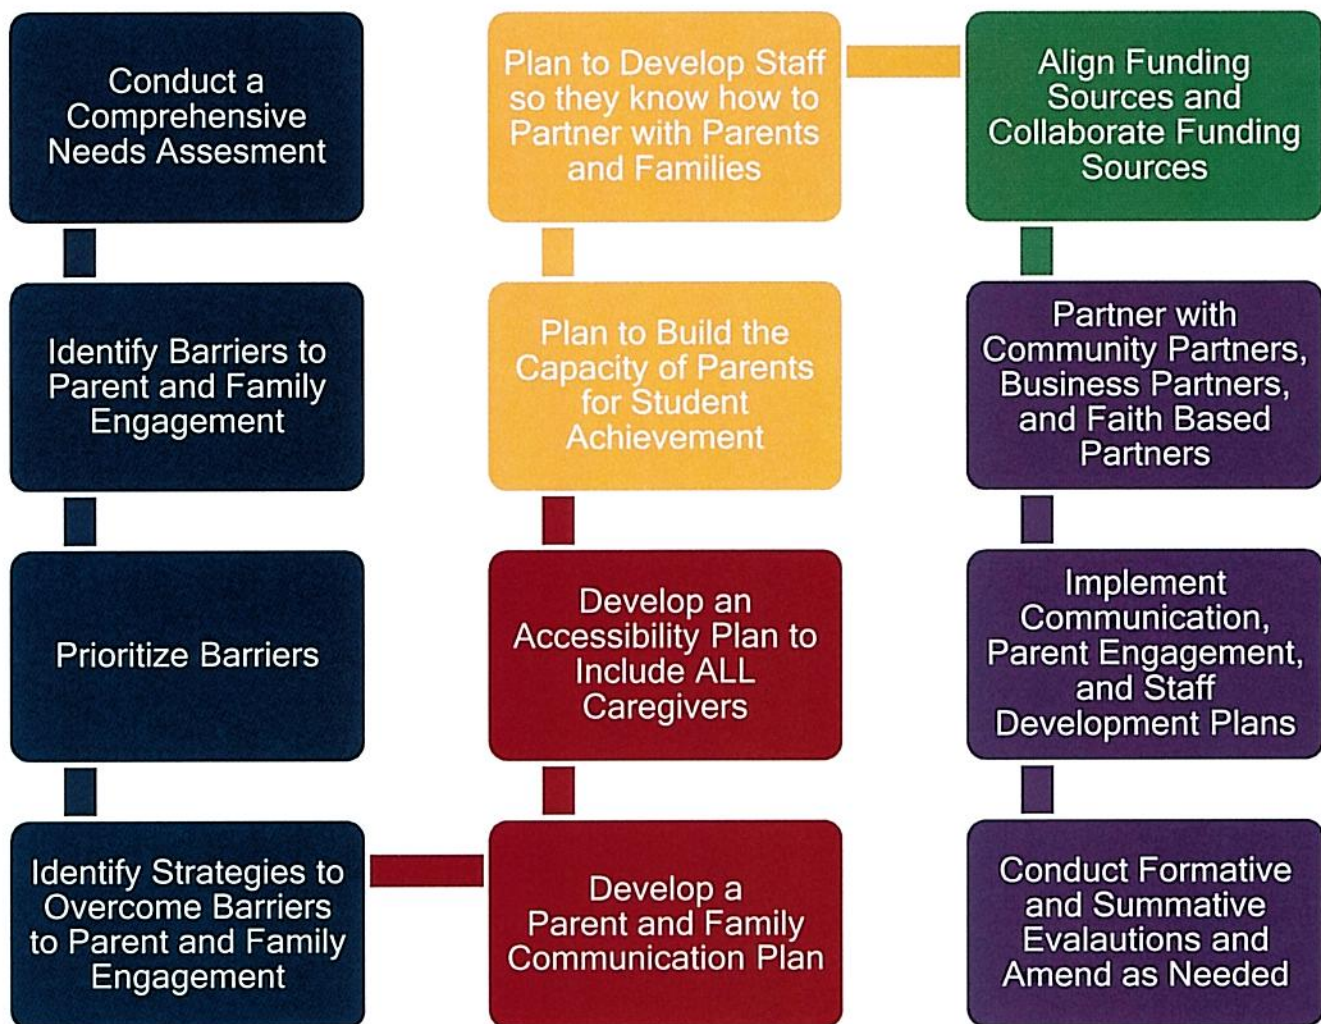 Conduct a
Comprehensive
Needs Assesment
Identify Barriers to
Parent and Family
Engagement
Prioritize Barriers
Identify Strategies to
Overcome Barriers
to Parent and Family
Engagement
Develop a
Parent and Family
Communication Plan
Develop an
Accessibility Plan to
Include ALL
Caregivers
Plan to Build the
Capacity of Parents
for Student
Achievement
Plan to Develop Staff
so they know how to
Partner with Parents
and Families
Align Funding
Sources and
Collaborate Funding
Sources
Partner with
Community Partners,
Business Partners,
and Faith Based
Partners
Implement
Communication,
Parent Engagement,
and Staff
Development Plans
Conduct Formative
and Summative
Evalautions and
Amend as Needed